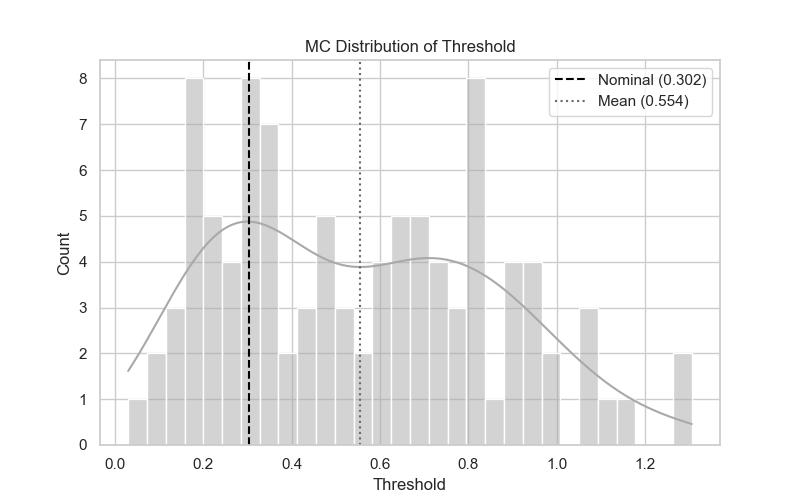 MC Distribution of Threshold
Nominal (0.302)
Mean (0.554)
Count
8
7
6
5
4
3
2
1
0
0.0 0.2 0.4 0.6 0.8 1.0 1.2
Threshold